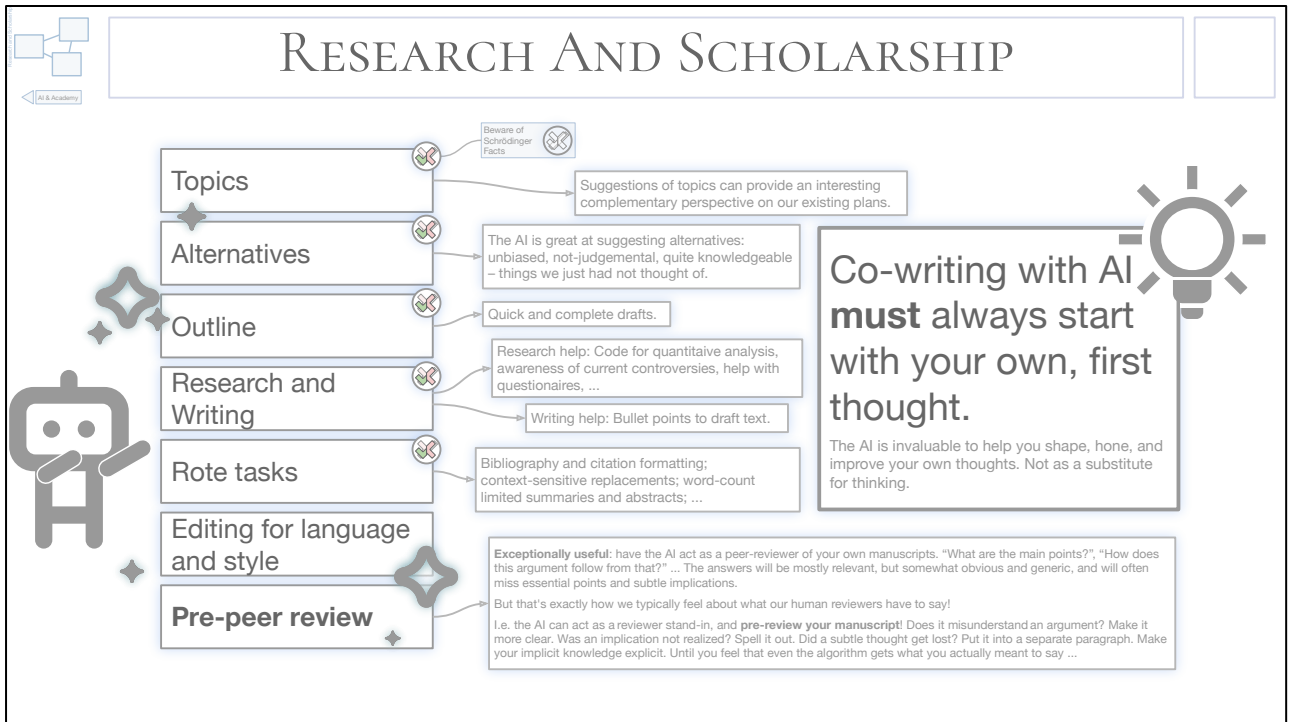 RESEARCH AND SCHOLARSHIP
AI & Academy
Beware of
Schrödinger
Facts
Topics
Suggestions of topics can provide an interesting
complementary perspective on our existing plans.
Alternatives
The AI is great at suggesting alternatives:
unbiased, not-judgemental, quite knowledgeable
– things we just had not thought of.
Outline
Quick and complete drafts.
Research and
Writing
Research help: Code for quantitaive analysis,
awareness of current controversies, help with
questionaires, ...
Writing help: Bullet points to draft text.
Rote tasks
Bibliography and citation formatting;
context-sensitive replacements; word-count
limited summaries and abstracts; ...
Editing for language
and style
Pre-peer review
Exceptionally useful: have the AI act as a peer-reviewer of your own manuscripts. “What are the main points?”, “How does
this argument follow from that?” ... The answers will be mostly relevant, but somewhat obvious and generic, and will often
miss essential points and subtle implications.
But that's exactly how we typically feel about what our human reviewers have to say!
I.e. the AI can act as a reviewer stand-in, and pre-review your manuscript! Does it misunderstand an argument? Make it
more clear. Was an implication not realized? Spell it out. Did a subtle thought get lost? Put it into a separate paragraph. Make
your implicit knowledge explicit. Until you feel that even the algorithm gets what you actually meant to say ...
Co-writing with AI
must always start
with your own, first
thought.
The AI is invaluable to help you shape, hone, and
improve your own thoughts. Not as a substitute
for thinking.